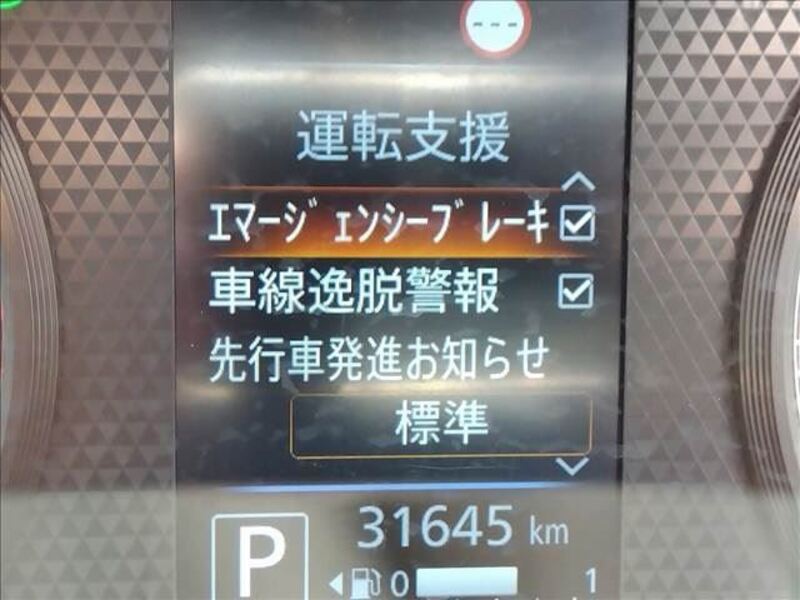 ---
運転支援
ｴﾏｰｼﾞｪﾝｼｰﾌﾞﾚｰｷ
車線逸脱警報
先行車発進お知らせ
標準
31645 km
P
0 1